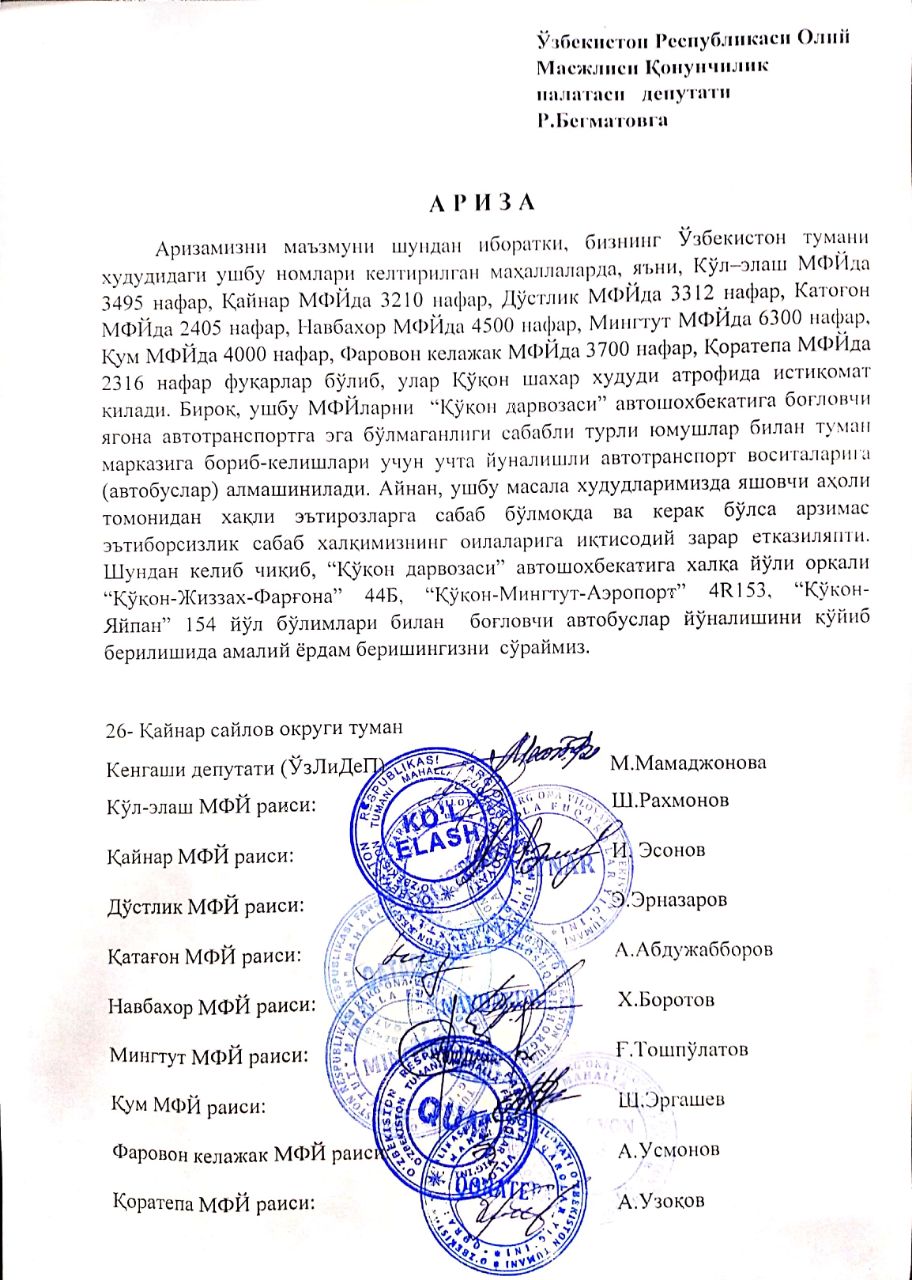 Ўзбекистон Республикаси Олий
Мажлиси Қонунчилик
палатаси депутати
Р.Бегматовга
А Р И З А
Аризамизни маъзмуни шундан иборатки, бизнинг Ўзбекистон тумани
худудидаги ушбу номлари келтирилган маҳаллаларда, яъни, Кўл–элаш МФЙда
3495 нафар, Қайнар МФЙда 3210 нафар, Дўстлик МФЙда 3312 нафар, Катогон
МФЙда 2405 нафар, Навбахор МФЙда 4500 нафар, Мингтут МФЙда 6300 нафар,
Қум МФЙда 4000 нафар, Фаровон келажак МФЙда 3700 нафар, Қоратепа МФЙда
2316 нафар фуқарлар бўлиб, улар Қўқон шахар худуди атрофида истиқомат
қилади. Бироқ, ушбу МФЙларни “Қўқон дарвозаси” автошохбекатига боғловчи
ягона автотранспортга эга бўлмаганлиги сабабли турли юмушлар билан туман
марказига бориб-келишлари учун учта йуналишли автотранспорт воситаларига
(автобуслар) алмашинилади. Айнан, ушбу масала худудларимизда яшовчи аҳоли
томонидан хақли эътирозларга сабаб бўлмоқда ва керак бўлса арзимас
эътиборсизлик сабаб халқимизнинг оилаларига иқтисодий зарар етказиляпти.
Шундан келиб чиқиб, “Қўқон дарвозаси” автошохбекатига халқа йўли орқали
“Қўқон-Жиззах-Фарғона” 44Б, “Қўкон-Мингтут-Аэропорт” 4R153, “Қўкон-
Яйпан” 154 йўл бўлимлари билан боғловчи автобуслар йўналишини қўйиб
берилишида амалий ёрдам беришингизни сўраймиз.
26- Қайнар сайлов округи туман
Кенгаши депутати (ЎзЛиДеП) М.Мамаджонова
Кўл-элаш МФЙ раиси: Ш.Рахмонов
Қайнар МФЙ раиси: И. Эсонов
Дўстлик МФЙ раиси: Э.Эрназаров
Қатағон МФЙ раиси: А.Абдужабборов
Навбахор МФЙ раиси: Х.Боротов
Мингтут МФЙ раиси: Ғ.Тошпўлатов
Қум МФЙ раиси: Ш.Эргашев
Фаровон келажак МФЙ раиси: А.Усмонов
Қоратепа МФЙ раиси: А.Узоқов
KO'L
ELASH
QUM